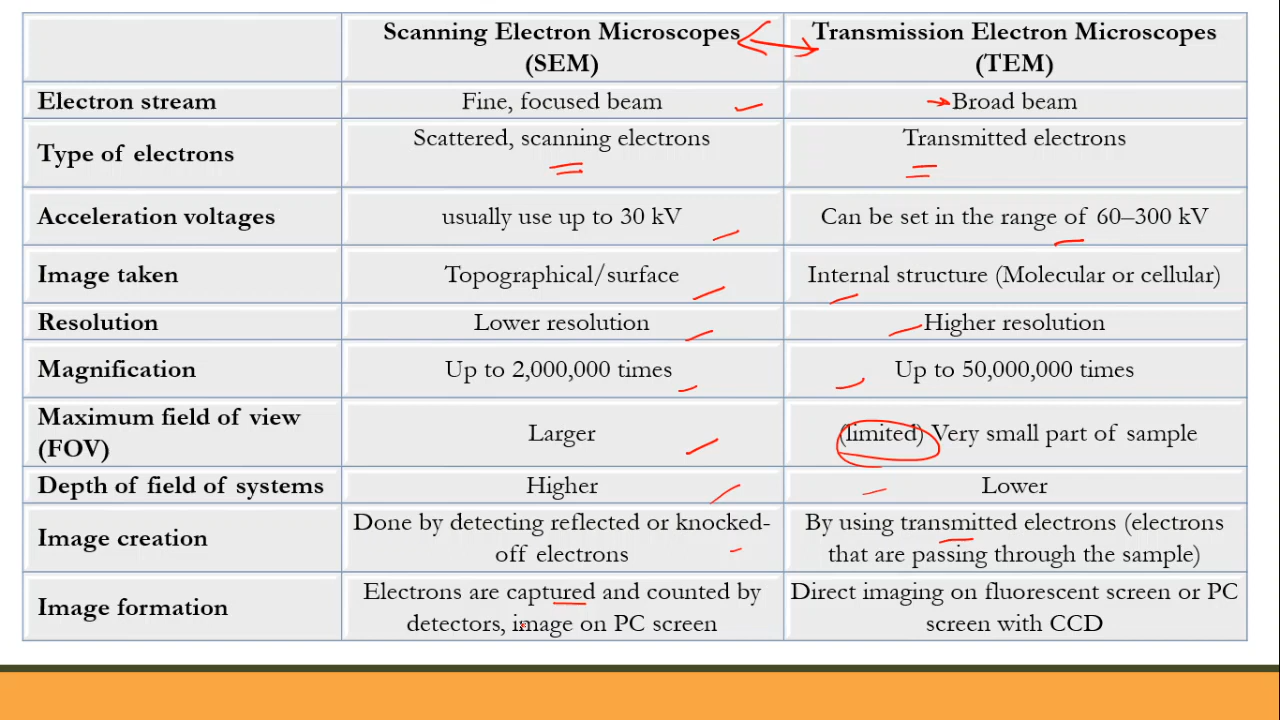 Scanning Electron Microscopes
(SEM)
Transmission Electron Microscopes
(TEM)
Electron stream
Fine, focused beam
Broad beam
Type of electrons
Scattered, scanning electrons
Transmitted electrons
Acceleration voltages
usually use up to 30 kV
Can be set in the range of 60–300 kV
Image taken
Topographical/surface
Internal structure (Molecular or cellular)
Resolution
Lower resolution
Higher resolution
Magnification
Up to 2,000,000 times
Up to 50,000,000 times
Maximum field of view
(FOV)
Larger
(limited) Very small part of sample
Depth of field of systems
Higher
Lower
Image creation
Done by detecting reflected or knocked-
off electrons
By using transmitted electrons (electrons
that are passing through the sample)
Image formation
Electrons are captured and counted by
detectors, image on PC screen
Direct imaging on fluorescent screen or PC
screen with CCD